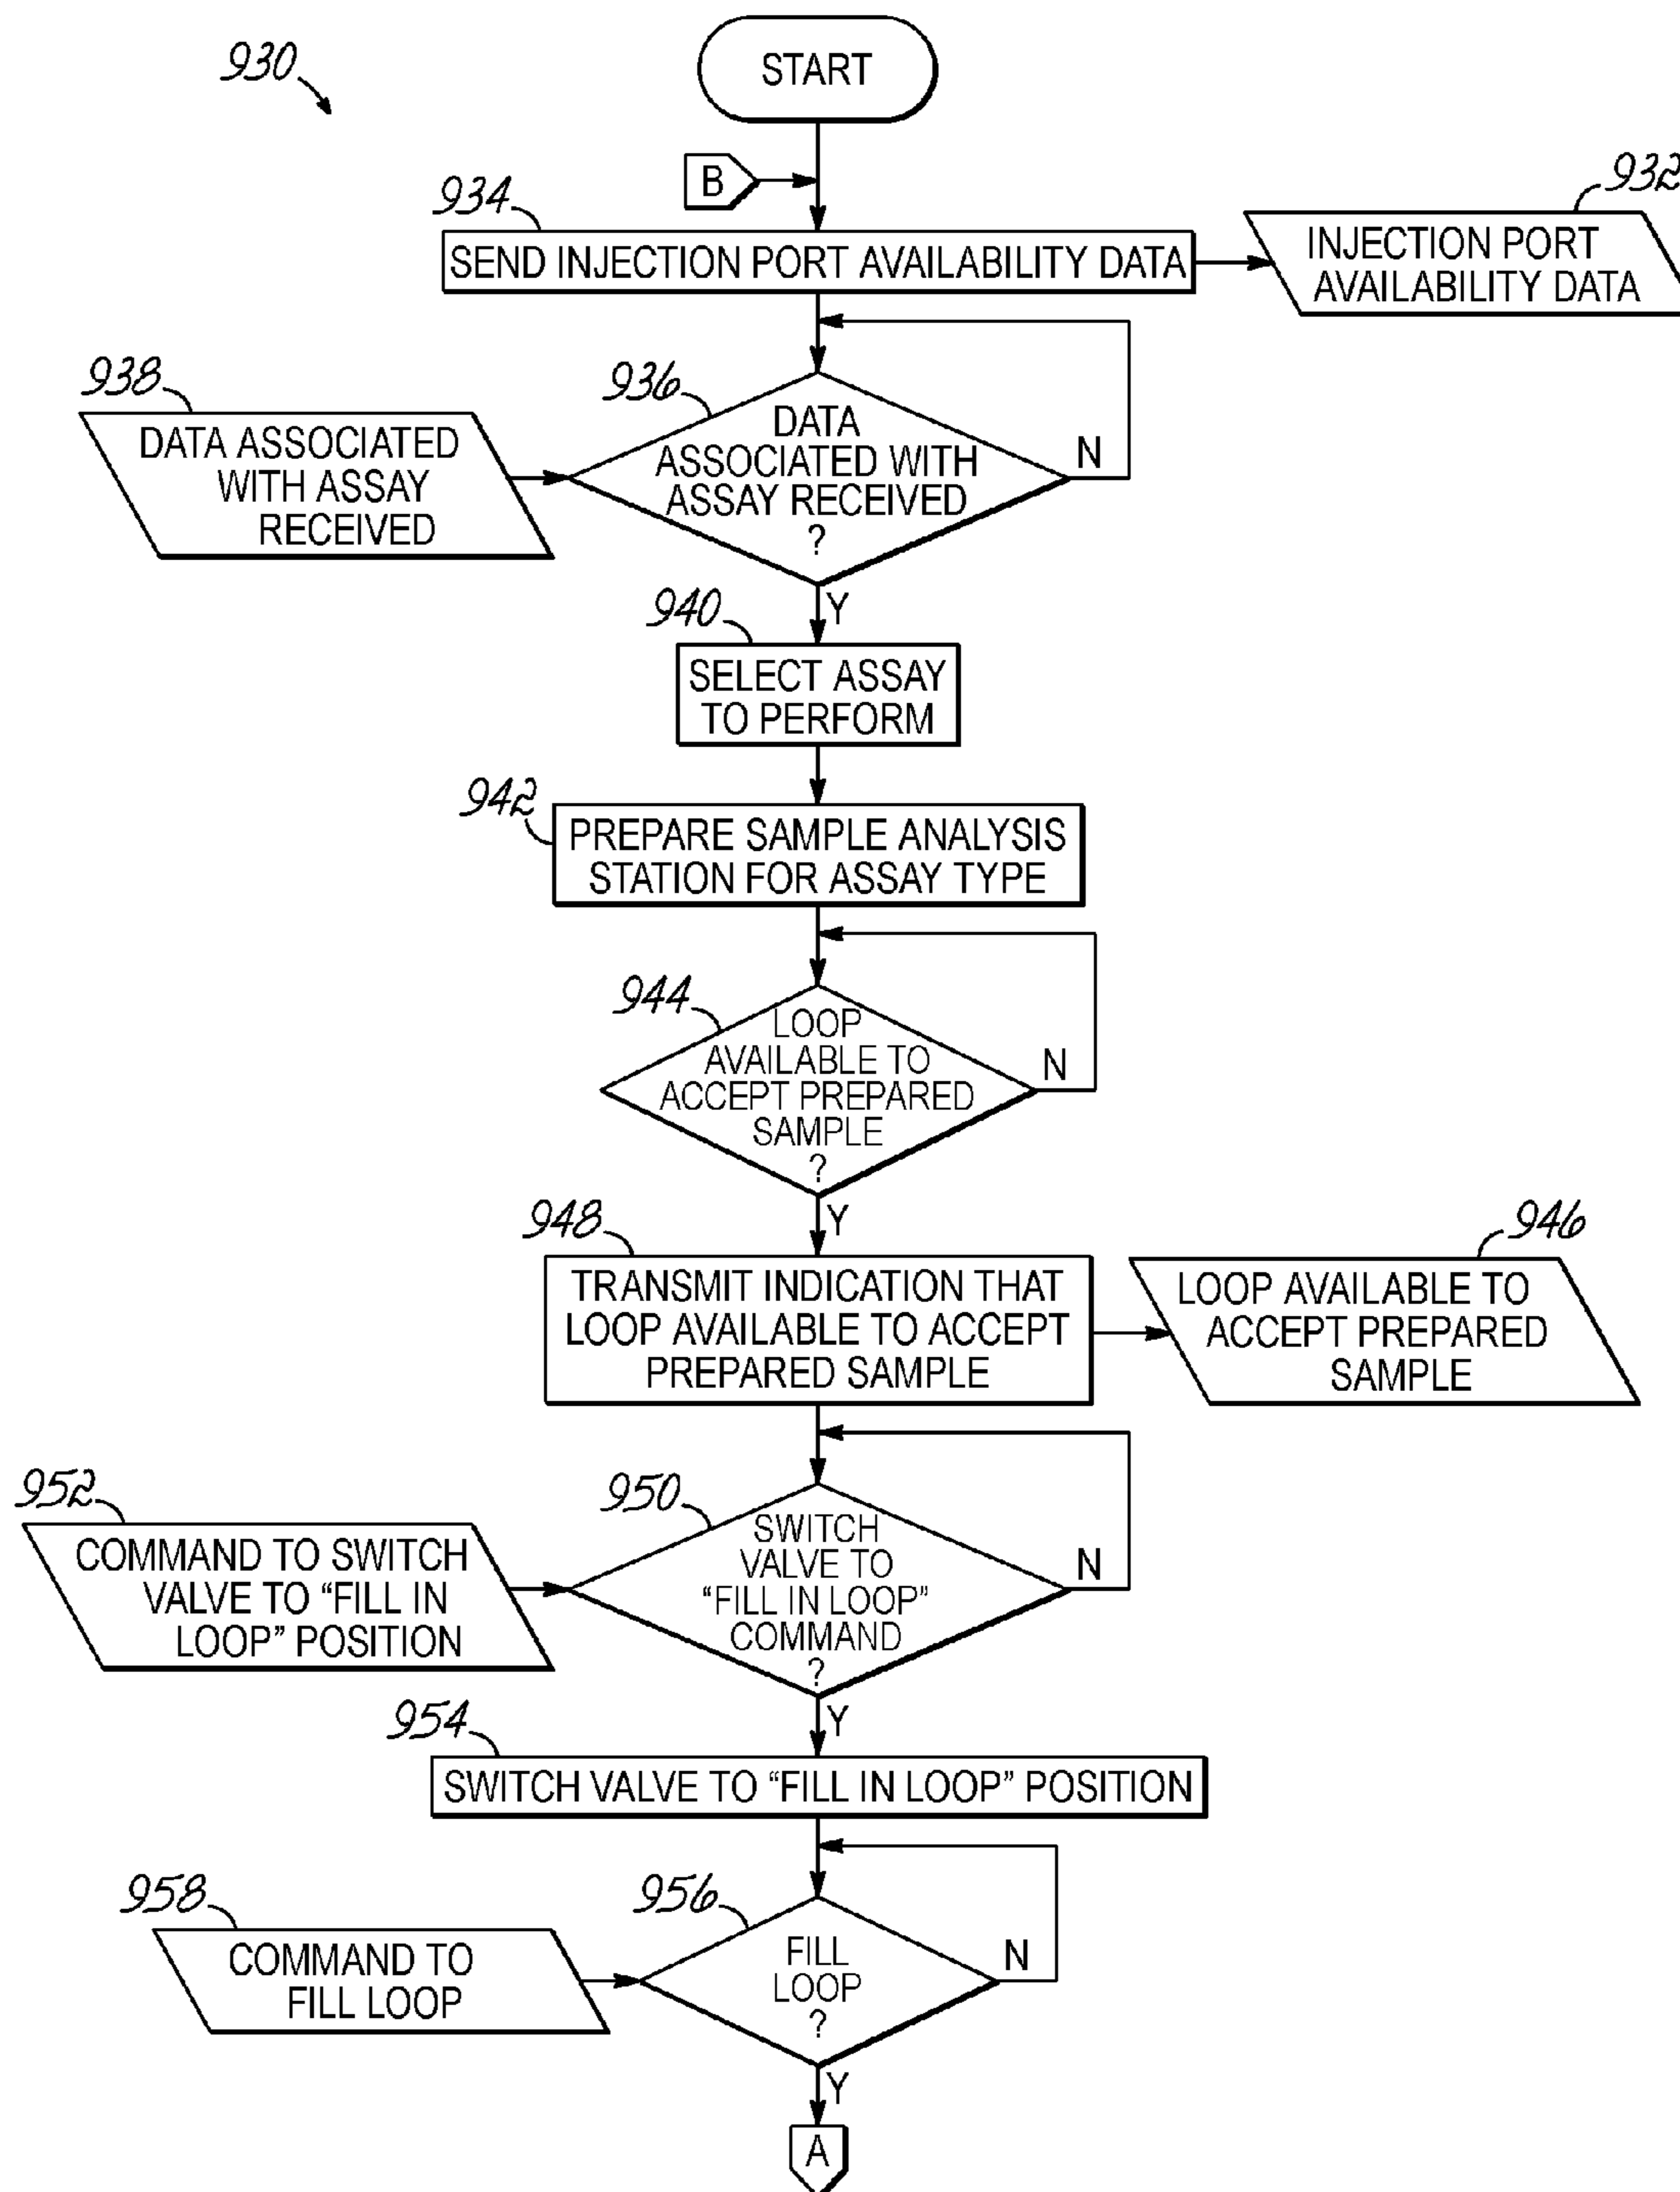 930
START
B
934
932
SEND INJECTION PORT AVAILABILITY DATA
INJECTION PORT
AVAILABILITY DATA
938
936
DATA ASSOCIATED
WITH ASSAY
RECEIVED
DATA
ASSOCIATED WITH
ASSAY RECEIVED
?
N
Y
940
SELECT ASSAY
TO PERFORM
942
PREPARE SAMPLE ANALYSIS
STATION FOR ASSAY TYPE
944
LOOP
AVAILABLE TO
ACCEPT PREPARED
SAMPLE
?
N
Y
948
946
TRANSMIT INDICATION THAT
LOOP AVAILABLE TO ACCEPT
PREPARED SAMPLE
LOOP AVAILABLE TO
ACCEPT PREPARED
SAMPLE
952
950
COMMAND TO SWITCH
VALVE TO “FILL IN
LOOP” POSITION
SWITCH
VALVE TO
“FILL IN LOOP”
COMMAND
?
N
Y
954
SWITCH VALVE TO “FILL IN LOOP” POSITION
958
956
COMMAND TO
FILL LOOP
FILL
LOOP
?
N
Y
A